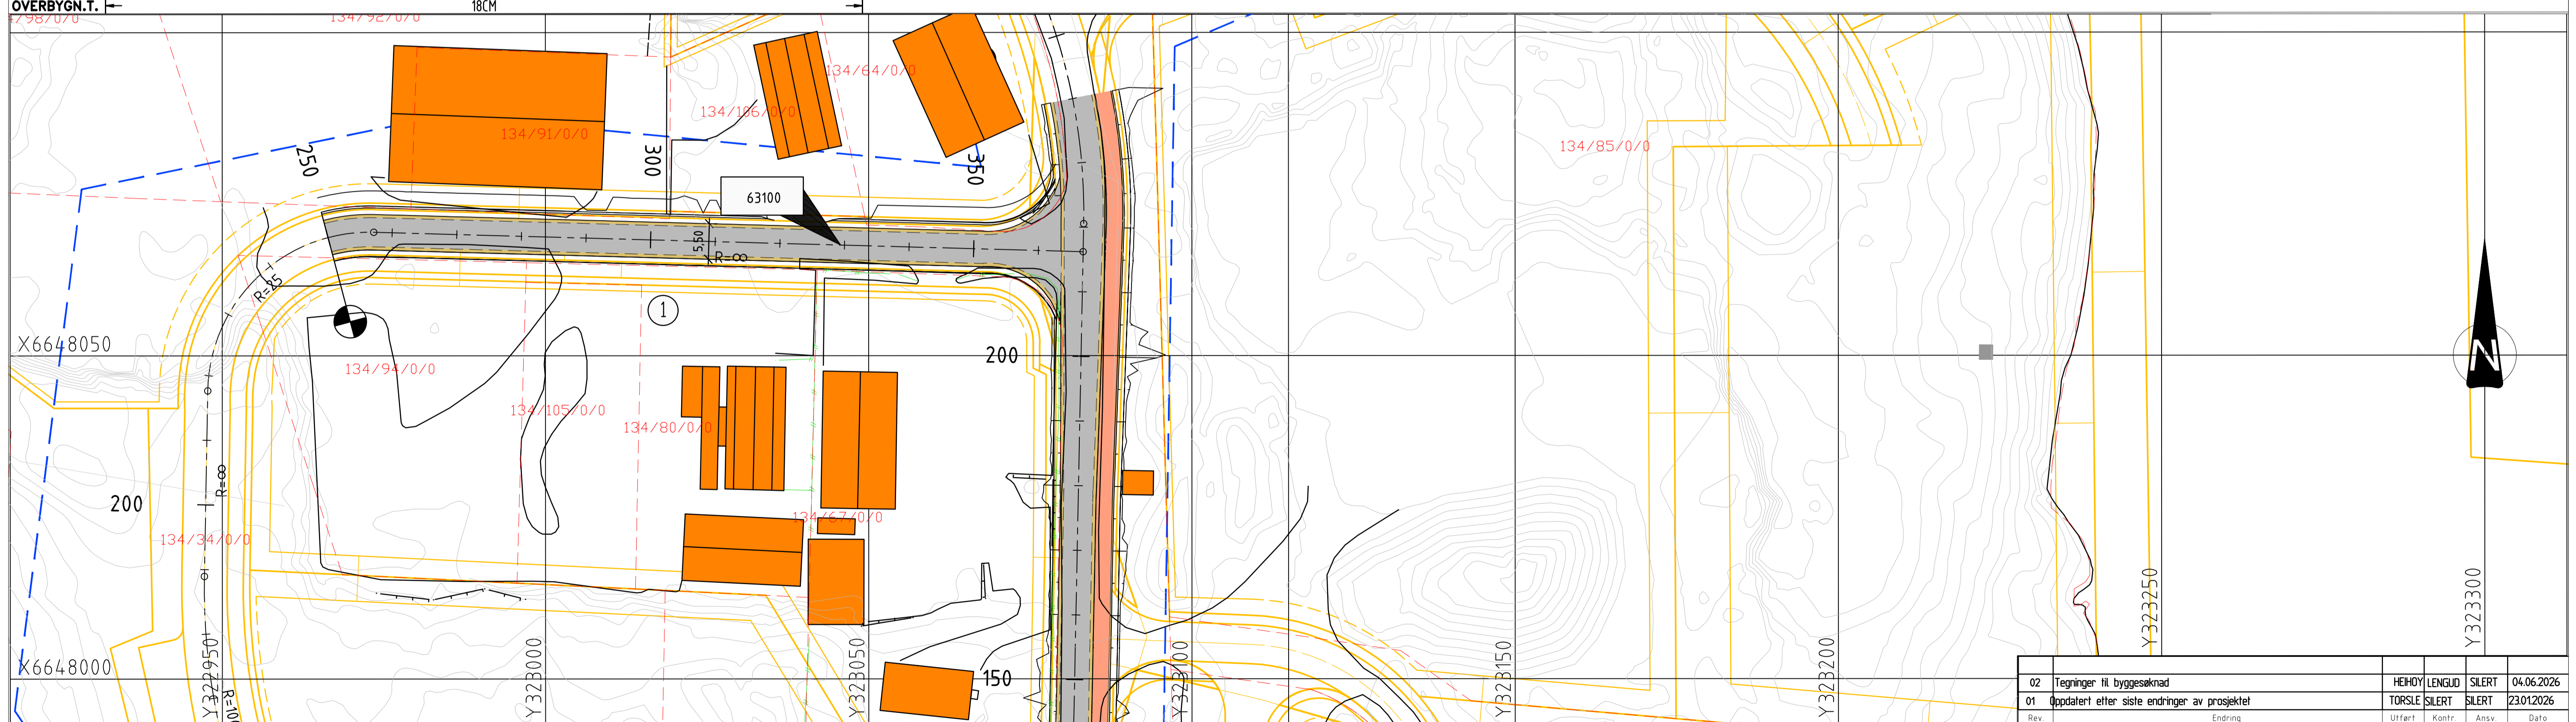 OVERBYGN.T.
18CM
134/98/0/0
134/92/0/0
134/64/0/0
134/106/0/0
134/91/0/0
134/85/0/0
250
300
350
63100
5,50
R=∞
R=25
1
X6648050
200
134/94/0/0
134/105/0/0
134/80/0/0
N
R=∞
200
134/67/0/0
134/34/0/0
X6648000
150
Y322950
Y323000
Y323050
Y323100
Y323150
Y323200
Y323250
Y323300
02 Tegninger til byggesøknad HEIHOY LENGUD SILERT 04.06.2026
01 Oppdatert etter siste endringer av prosjektet TORSLE SILERT SILERT 23.01.2026
Rev. Endring Utført Kontr. Ansv. Dato